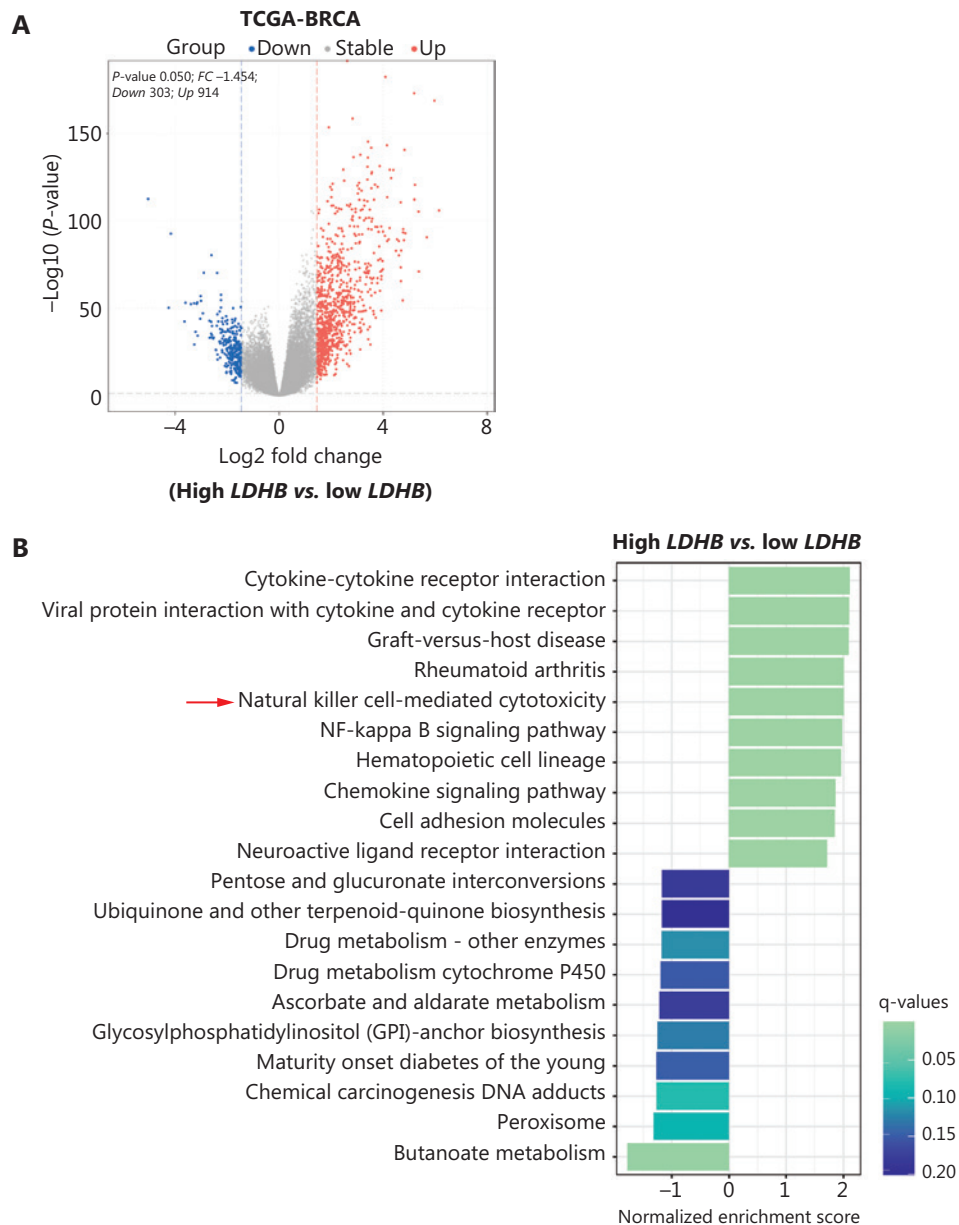 A
TCGA-BRCA
Group Down Stable Up
P-value 0.050; FC –1.454;
Down 303; Up 914
–Log10 (P-value)
150
100
50
0
–4 0 4 8
Log2 fold change
(High LDHB vs. low LDHB)
B
High LDHB vs. low LDHB
Cytokine-cytokine receptor interaction
Viral protein interaction with cytokine and cytokine receptor
Graft-versus-host disease
Rheumatoid arthritis
Natural killer cell-mediated cytotoxicity
NF-kappa B signaling pathway
Hematopoietic cell lineage
Chemokine signaling pathway
Cell adhesion molecules
Neuroactive ligand receptor interaction
Pentose and glucuronate interconversions
Ubiquinone and other terpenoid-quinone biosynthesis
Drug metabolism - other enzymes
Drug metabolism cytochrome P450
Ascorbate and aldarate metabolism
Glycosylphosphatidylinositol (GPI)-anchor biosynthesis
Maturity onset diabetes of the young
Chemical carcinogenesis DNA adducts
Peroxisome
Butanoate metabolism
–1 0 1 2
Normalized enrichment score
q-values
0.05
0.10
0.15
0.20